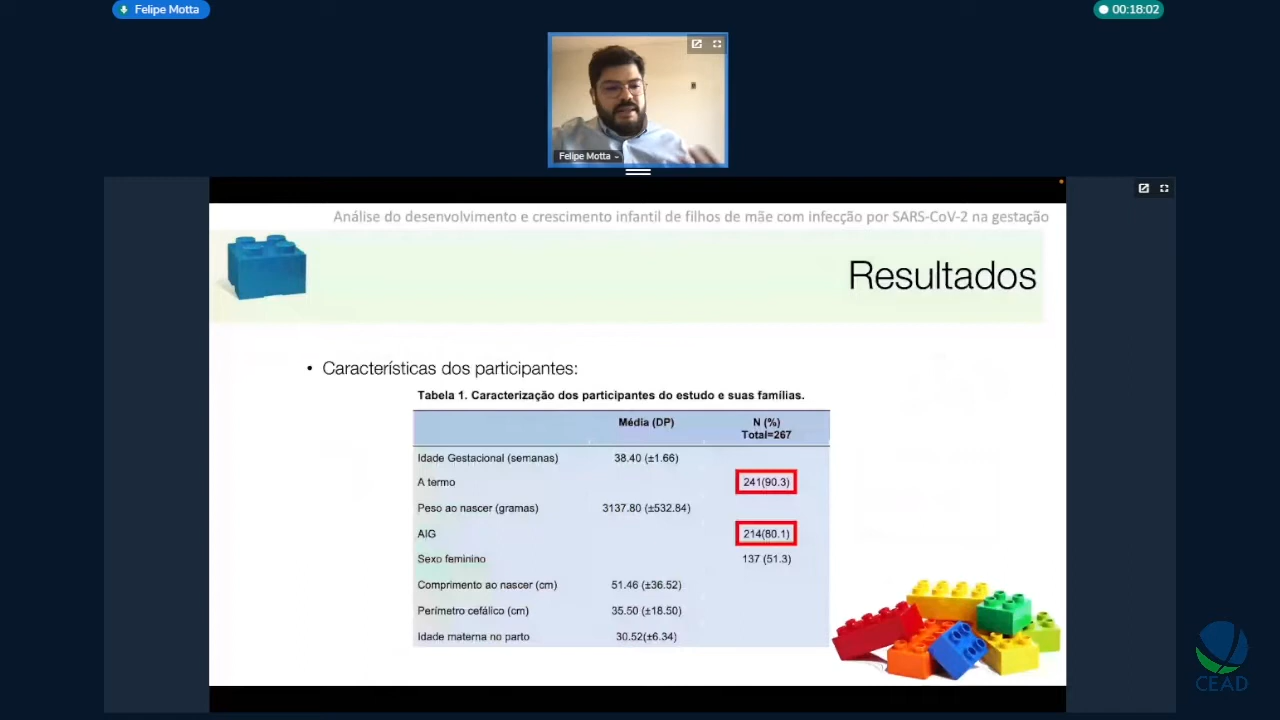 Felipe Motta
00:18:02
Felipe Motta
Análise do desenvolvimento e crescimento infantil de filhos de mãe com infecção por SARS-CoV-2 na gestação
Resultados
• Características dos participantes:
Tabela 1. Caracterização dos participantes do estudo e suas famílias.
Média (DP) N (%)
Total=267
Idade Gestacional (semanas) 38.40 (±1.66)
A termo 241(90.3)
Peso ao nascer (gramas) 3137.80 (±532.84)
AIG 214(80.1)
Sexo feminino 137 (51.3)
Comprimento ao nascer (cm) 51.46 (±36.52)
Perímetro cefálico (cm) 35.50 (±18.50)
Idade materna no parto 30.52(±6.34)
CEAD